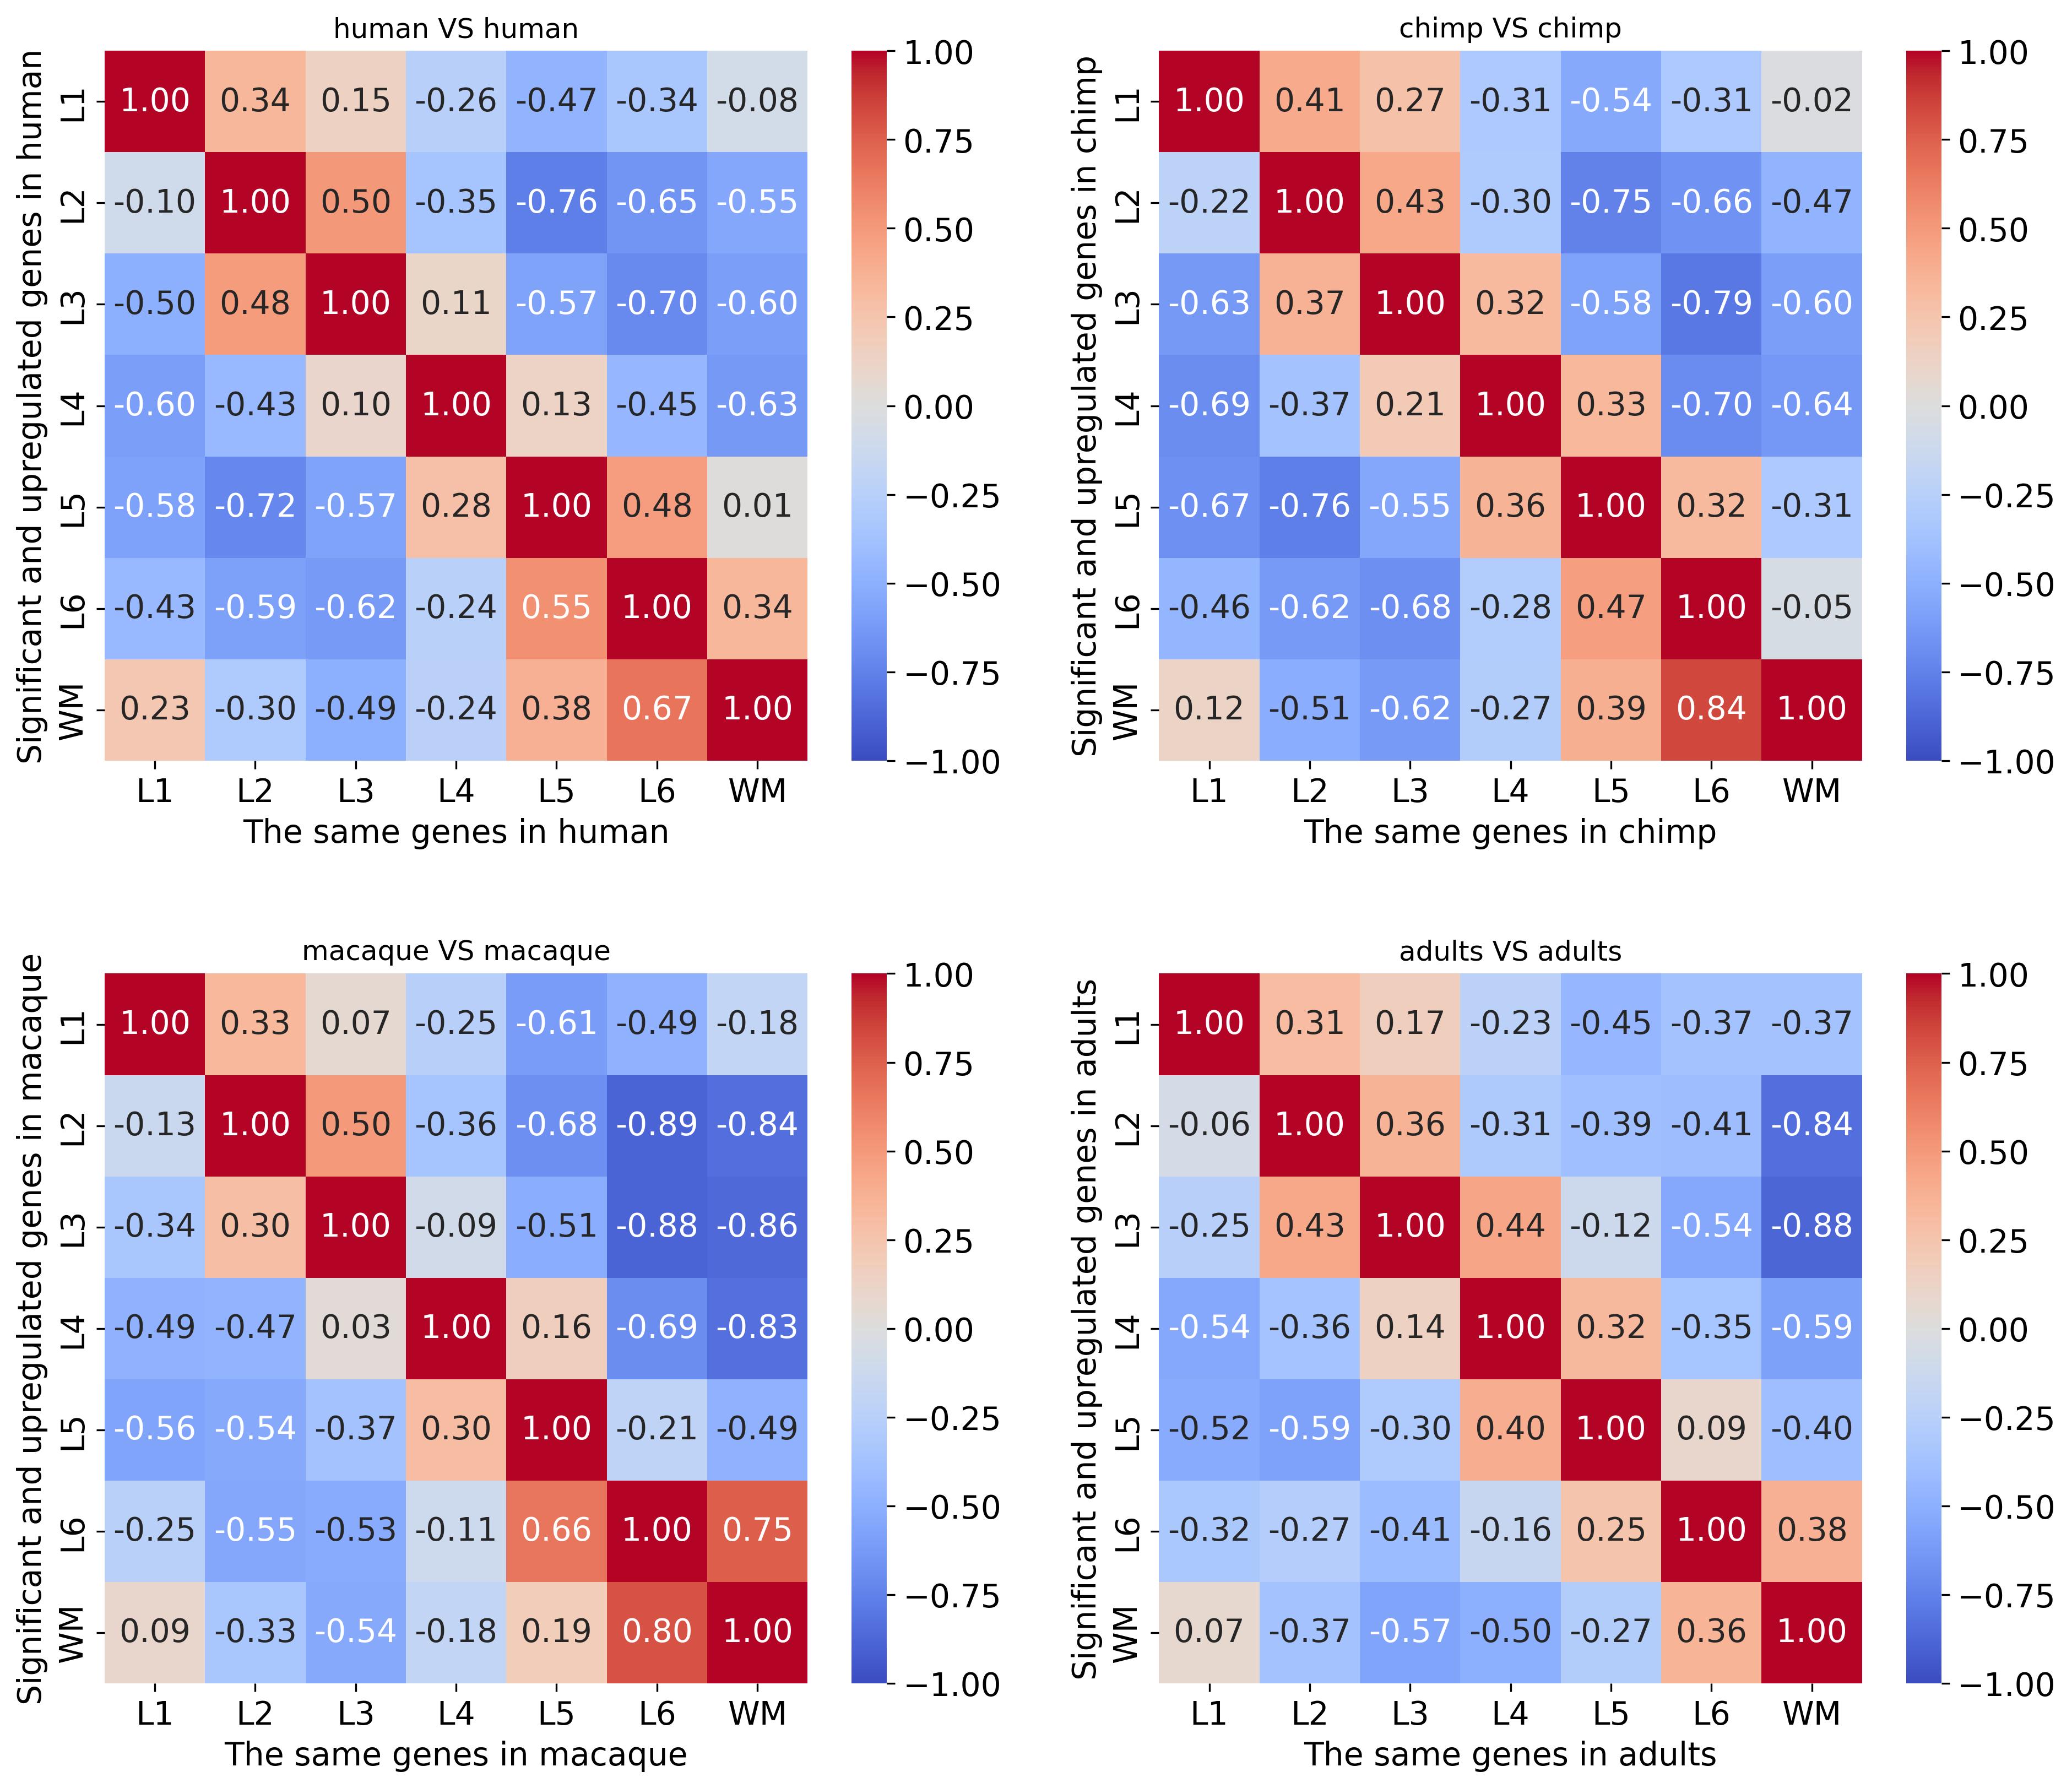 human VS human
Significant and upregulated genes in human
L1 1.00 0.34 0.15 -0.26 -0.47 -0.34 -0.08
L2 -0.10 1.00 0.50 -0.35 -0.76 -0.65 -0.55
L3 -0.50 0.48 1.00 0.11 -0.57 -0.70 -0.60
L4 -0.60 -0.43 0.10 1.00 0.13 -0.45 -0.63
L5 -0.58 -0.72 -0.57 0.28 1.00 0.48 0.01
L6 -0.43 -0.59 -0.62 -0.24 0.55 1.00 0.34
WM 0.23 -0.30 -0.49 -0.24 0.38 0.67 1.00
L1 L2 L3 L4 L5 L6 WM
The same genes in human
1.00
0.75
0.50
0.25
0.00
−0.25
−0.50
−0.75
−1.00
chimp VS chimp
Significant and upregulated genes in chimp
L1 1.00 0.41 0.27 -0.31 -0.54 -0.31 -0.02
L2 -0.22 1.00 0.43 -0.30 -0.75 -0.66 -0.47
L3 -0.63 0.37 1.00 0.32 -0.58 -0.79 -0.60
L4 -0.69 -0.37 0.21 1.00 0.33 -0.70 -0.64
L5 -0.67 -0.76 -0.55 0.36 1.00 0.32 -0.31
L6 -0.46 -0.62 -0.68 -0.28 0.47 1.00 -0.05
WM 0.12 -0.51 -0.62 -0.27 0.39 0.84 1.00
L1 L2 L3 L4 L5 L6 WM
The same genes in chimp
1.00
0.75
0.50
0.25
0.00
−0.25
−0.50
−0.75
−1.00
macaque VS macaque
Significant and upregulated genes in macaque
L1 1.00 0.33 0.07 -0.25 -0.61 -0.49 -0.18
L2 -0.13 1.00 0.50 -0.36 -0.68 -0.89 -0.84
L3 -0.34 0.30 1.00 -0.09 -0.51 -0.88 -0.86
L4 -0.49 -0.47 0.03 1.00 0.16 -0.69 -0.83
L5 -0.56 -0.54 -0.37 0.30 1.00 -0.21 -0.49
L6 -0.25 -0.55 -0.53 -0.11 0.66 1.00 0.75
WM 0.09 -0.33 -0.54 -0.18 0.19 0.80 1.00
L1 L2 L3 L4 L5 L6 WM
The same genes in macaque
1.00
0.75
0.50
0.25
0.00
−0.25
−0.50
−0.75
−1.00
adults VS adults
Significant and upregulated genes in adults
L1 1.00 0.31 0.17 -0.23 -0.45 -0.37 -0.37
L2 -0.06 1.00 0.36 -0.31 -0.39 -0.41 -0.84
L3 -0.25 0.43 1.00 0.44 -0.12 -0.54 -0.88
L4 -0.54 -0.36 0.14 1.00 0.32 -0.35 -0.59
L5 -0.52 -0.59 -0.30 0.40 1.00 0.09 -0.40
L6 -0.32 -0.27 -0.41 -0.16 0.25 1.00 0.38
WM 0.07 -0.37 -0.57 -0.50 -0.27 0.36 1.00
L1 L2 L3 L4 L5 L6 WM
The same genes in adults
1.00
0.75
0.50
0.25
0.00
−0.25
−0.50
−0.75
−1.00